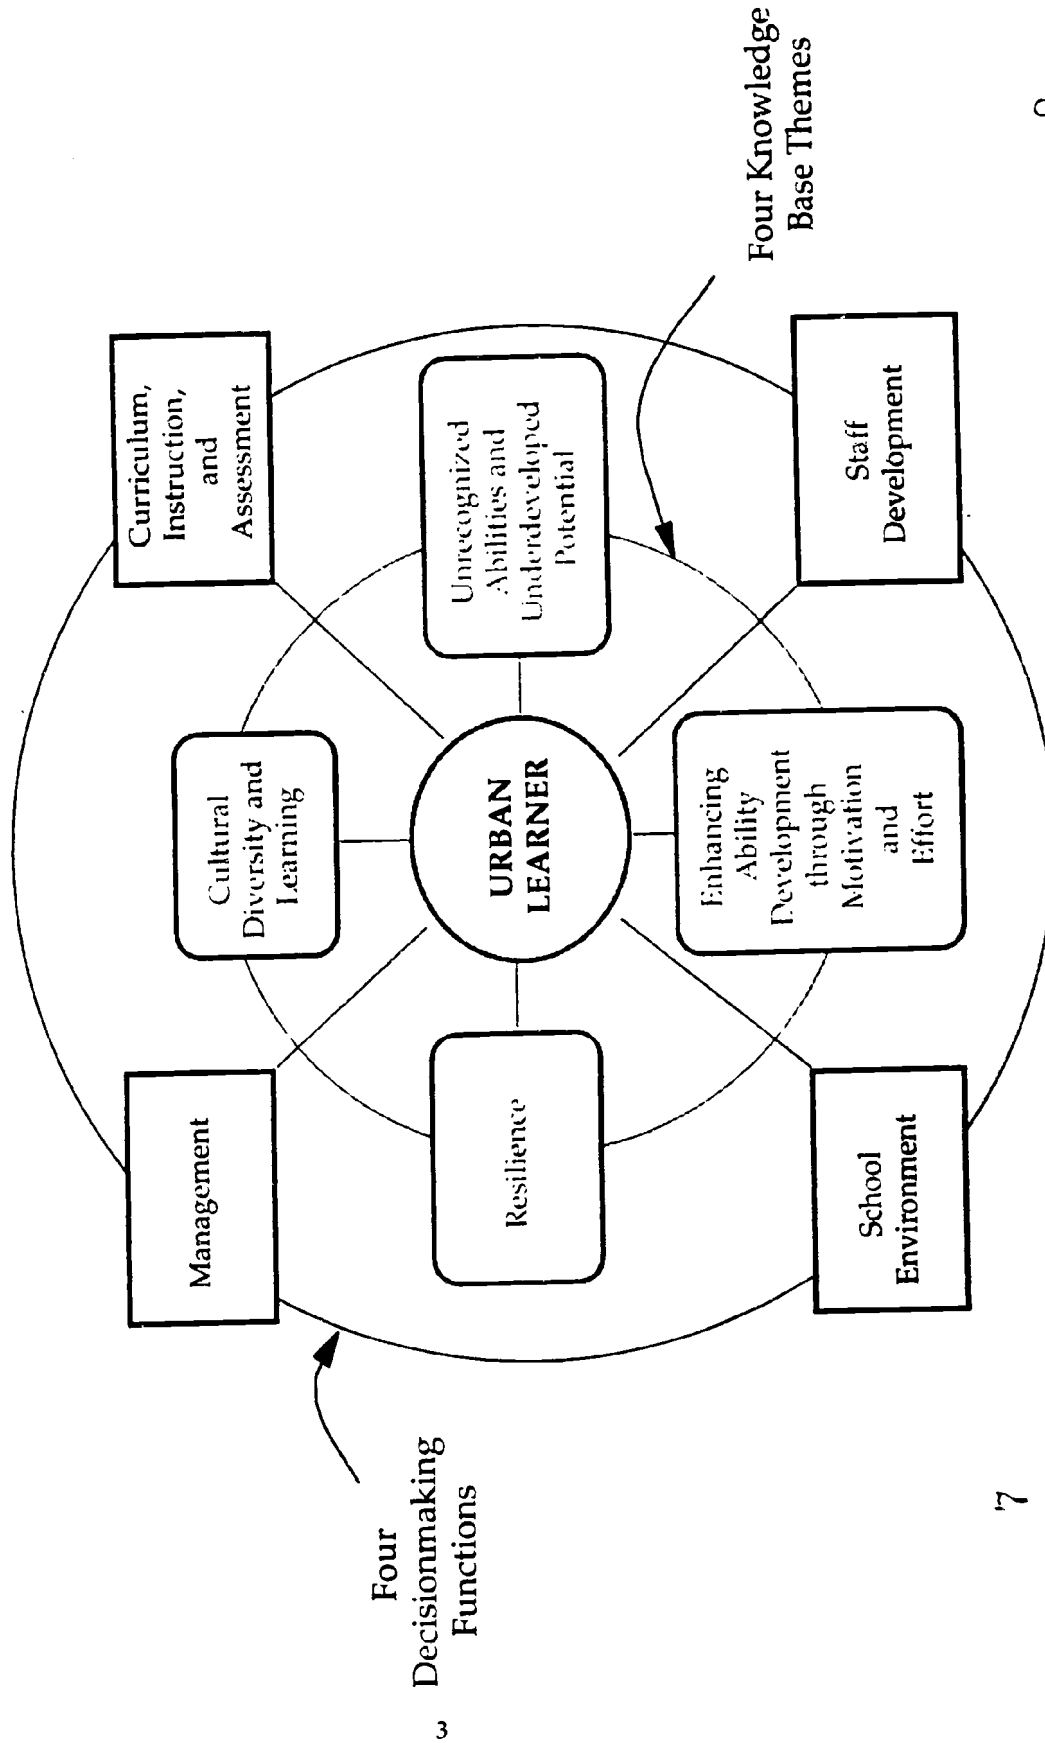 Management
Curriculum,
Instruction,
and
Assessment
Cultural
Diversity and
Learning
Four
Decisionmaking
Functions
Resilience
URBAN
LEARNER
Unrecognized
Abilities and
Underdeveloped
Potential
Enhancing
Ability
Development
through
Motivation
and
Effort
School
Environment
Staff
Development
Four Knowledge
Base Themes
3
7